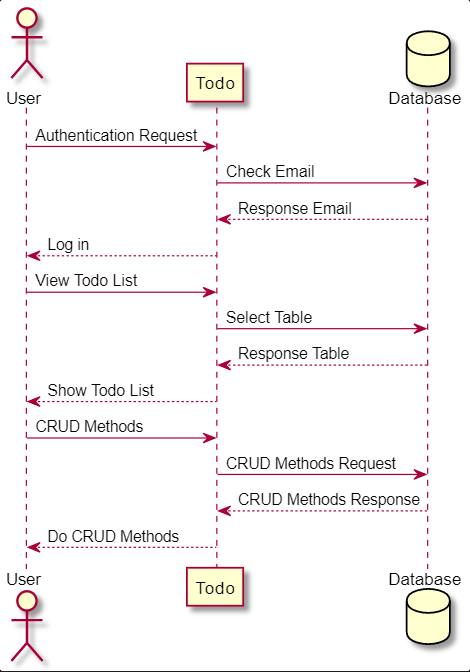 User
Todo
Database
Authentication Request
Check Email
Response Email
Log in
View Todo List
Select Table
Response Table
Show Todo List
CRUD Methods
CRUD Methods Request
CRUD Methods Response
Do CRUD Methods
User
Todo
Database